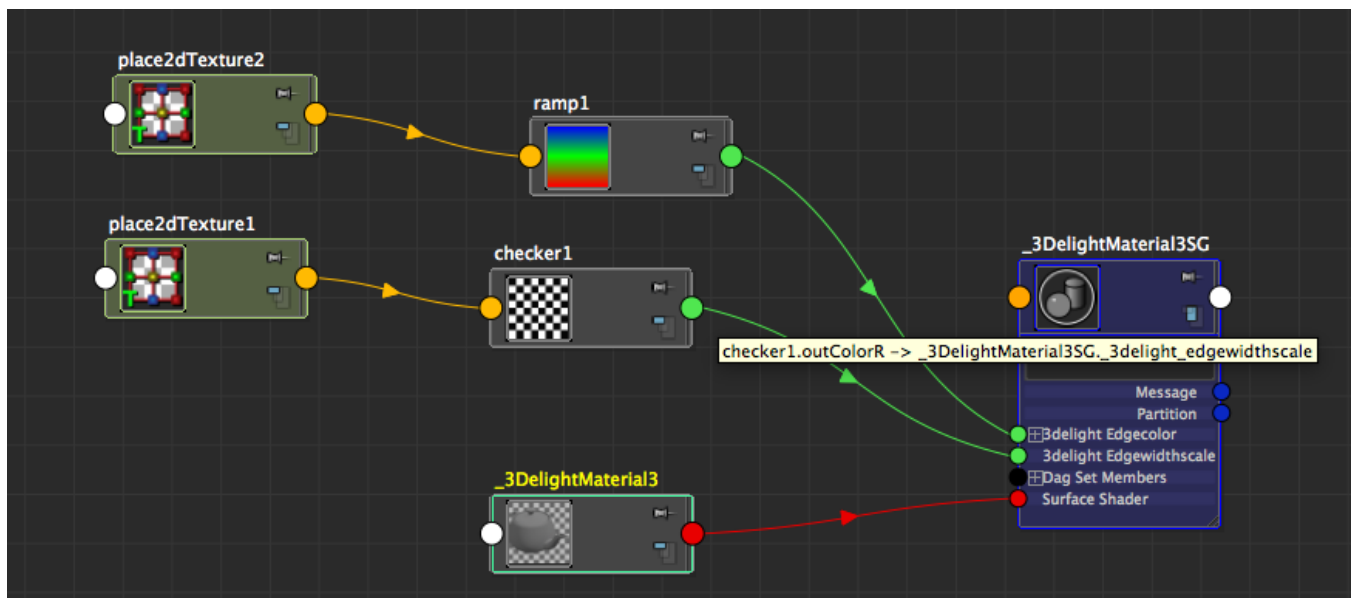 place2dTexture2
ramp1
place2dTexture1
checker1
_3DelightMaterial3SG
checker1.outColorR -> _3DelightMaterial3SG._3delight_edgewidthscale
Message
Partition
3delight Edgecolor
3delight Edgewidthscale
Dag Set Members
Surface Shader
_3DelightMaterial3